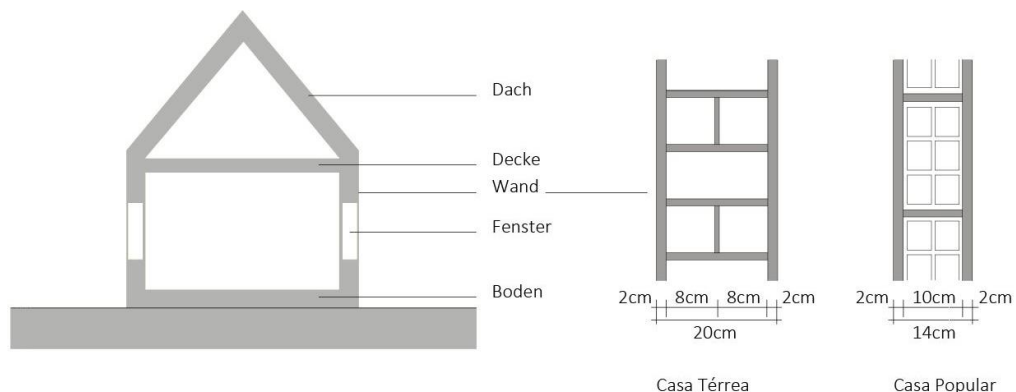 Dach
Decke
Wand
Fenster
Boden
2cm 8cm 8cm 2cm
20cm
Casa Térrea
2cm 10cm 2cm
14cm
Casa Popular